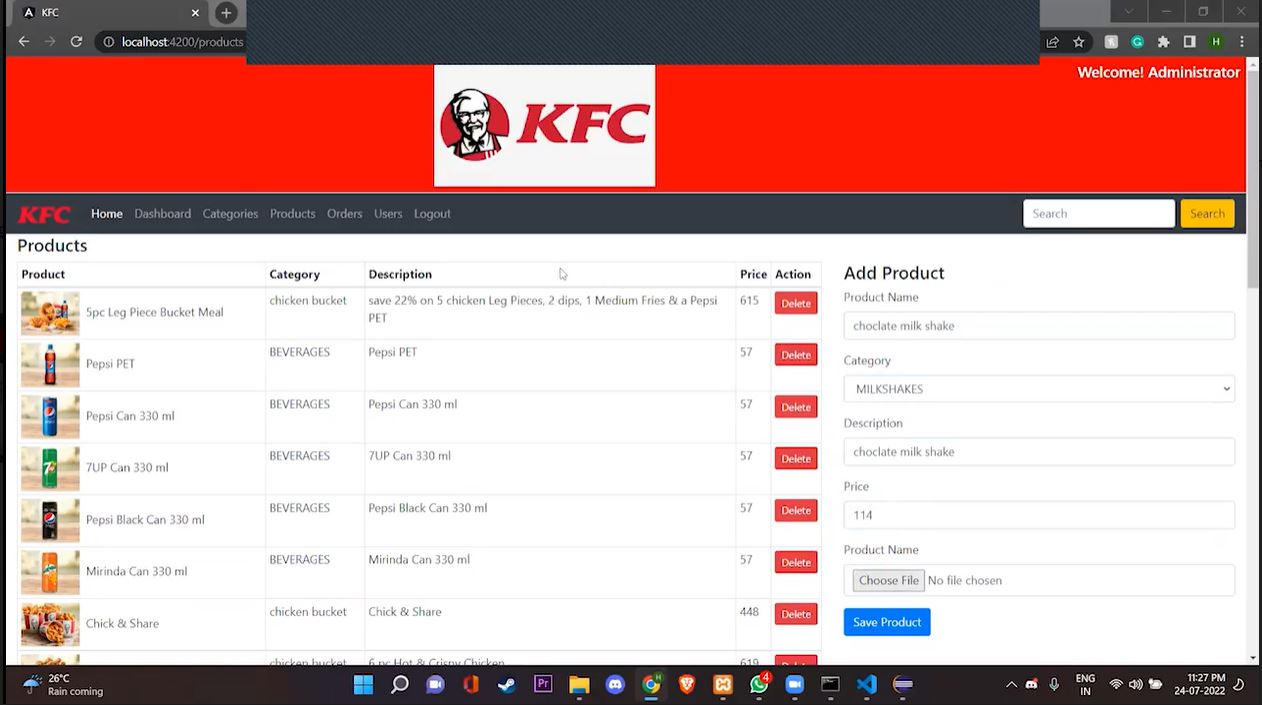 KFC
localhost:4200/products
H
Welcome! Administrator
KFC
KFC Home Dashboard Categories Products Orders Users Logout Search Search
Products
Product Category Description Price Action
5pc Leg Piece Bucket Meal chicken bucket save 22% on 5 chicken Leg Pieces, 2 dips, 1 Medium Fries & a Pepsi 615 Delete
PET
Pepsi PET BEVERAGES Pepsi PET 57 Delete
Pepsi Can 330 ml BEVERAGES Pepsi Can 330 ml 57 Delete
7UP Can 330 ml BEVERAGES 7UP Can 330 ml 57 Delete
Pepsi Black Can 330 ml BEVERAGES Pepsi Black Can 330 ml 57 Delete
Mirinda Can 330 ml BEVERAGES Mirinda Can 330 ml 57 Delete
Chick & Share chicken bucket Chick & Share 448 Delete
chicken bucket 6 pc Hot & Crispy Chicken 619
Add Product
Product Name
choclate milk shake
Category
MILKSHAKES
Description
choclate milk shake
Price
114
Product Name
Choose File No file chosen
Save Product
26°C
Rain coming
Pr
H
4
ENG
IN
11:27 PM
24-07-2022